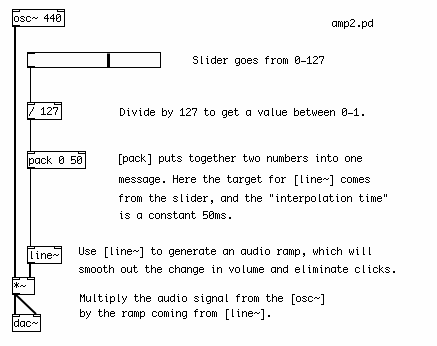 osc~ 440
amp2.pd
Slider goes from 0-127
/ 127
Divide by 127 to get a value between 0-1.
pack 0 50
[pack] puts together two numbers into one
message. Here the target for [line~] comes
from the slider, and the "interpolation time"
is a constant 50ms.
line~
Use [line~] to generate an audio ramp, which will
smooth out the change in volume and eliminate clicks.
*~
Multiply the audio signal from the [osc~]
by the ramp coming from [line~].
dac~